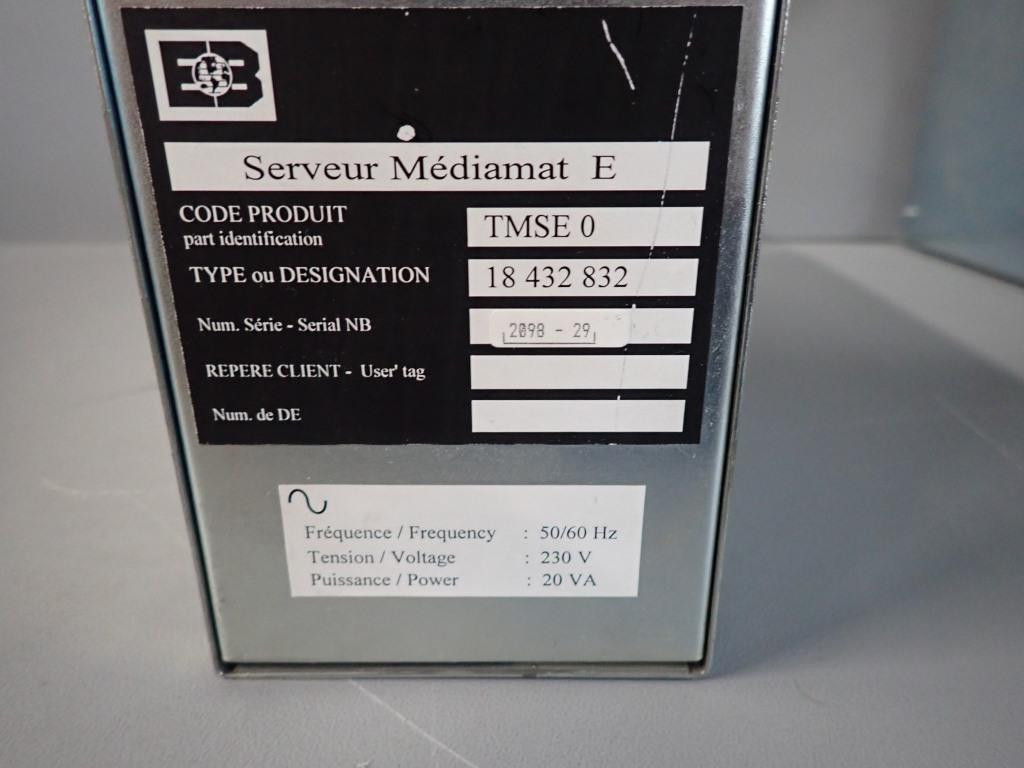 Serveur Médiamat E
CODE PRODUIT
part identification
TMSE 0
TYPE ou DESIGNATION
18 432 832
Num. Série - Serial NB
2098 - 29
REPERE CLIENT - User' tag
Num. de DE
Fréquence / Frequency : 50/60 Hz
Tension / Voltage : 230 V
Puissance / Power : 20 VA